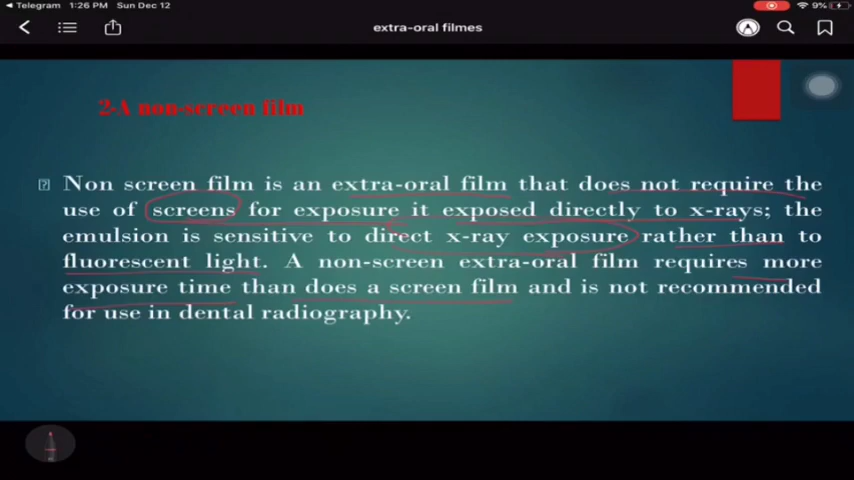 Telegram 1:26 PM Sun Dec 12 9%
extra-oral filmes
2-A non-screen film
Non screen film is an extra-oral film that does not require the
use of screens for exposure it exposed directly to x-rays; the
emulsion is sensitive to direct x-ray exposure rather than to
fluorescent light. A non-screen extra-oral film requires more
exposure time than does a screen film and is not recommended
for use in dental radiography.